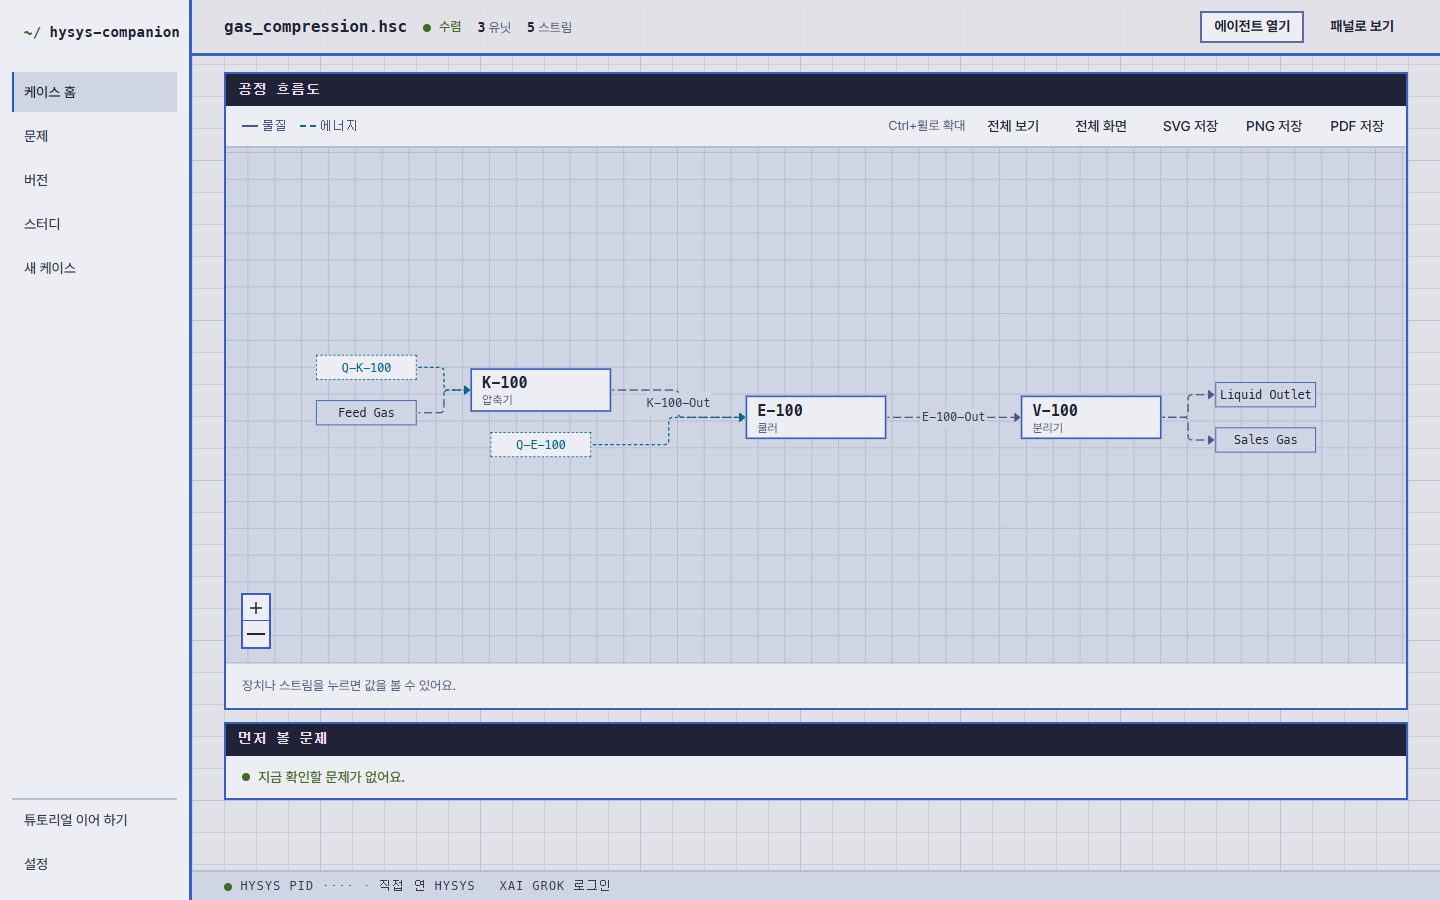 ~/ hysys-companion
케이스 홈
문제
버전
스터디
새 케이스
튜토리얼 이어 하기
설정
gas_compression.hsc 수렴 3 유닛 5 스트림
에이전트 열기 패널로 보기
공정 흐름도
물질 에너지
Ctrl+휠로 확대 전체 보기 전체 화면 SVG 저장 PNG 저장 PDF 저장
Q-K-100
Feed Gas
K-100
압축기
K-100-Out
Q-E-100
E-100
쿨러
E-100-Out
V-100
분리기
Liquid Outlet
Sales Gas
+
—
장치나 스트림을 누르면 값을 볼 수 있어요.
먼저 볼 문제
지금 확인할 문제가 없어요.
HYSYS PID ···· · 직접 연 HYSYS XAI GROK 로그인